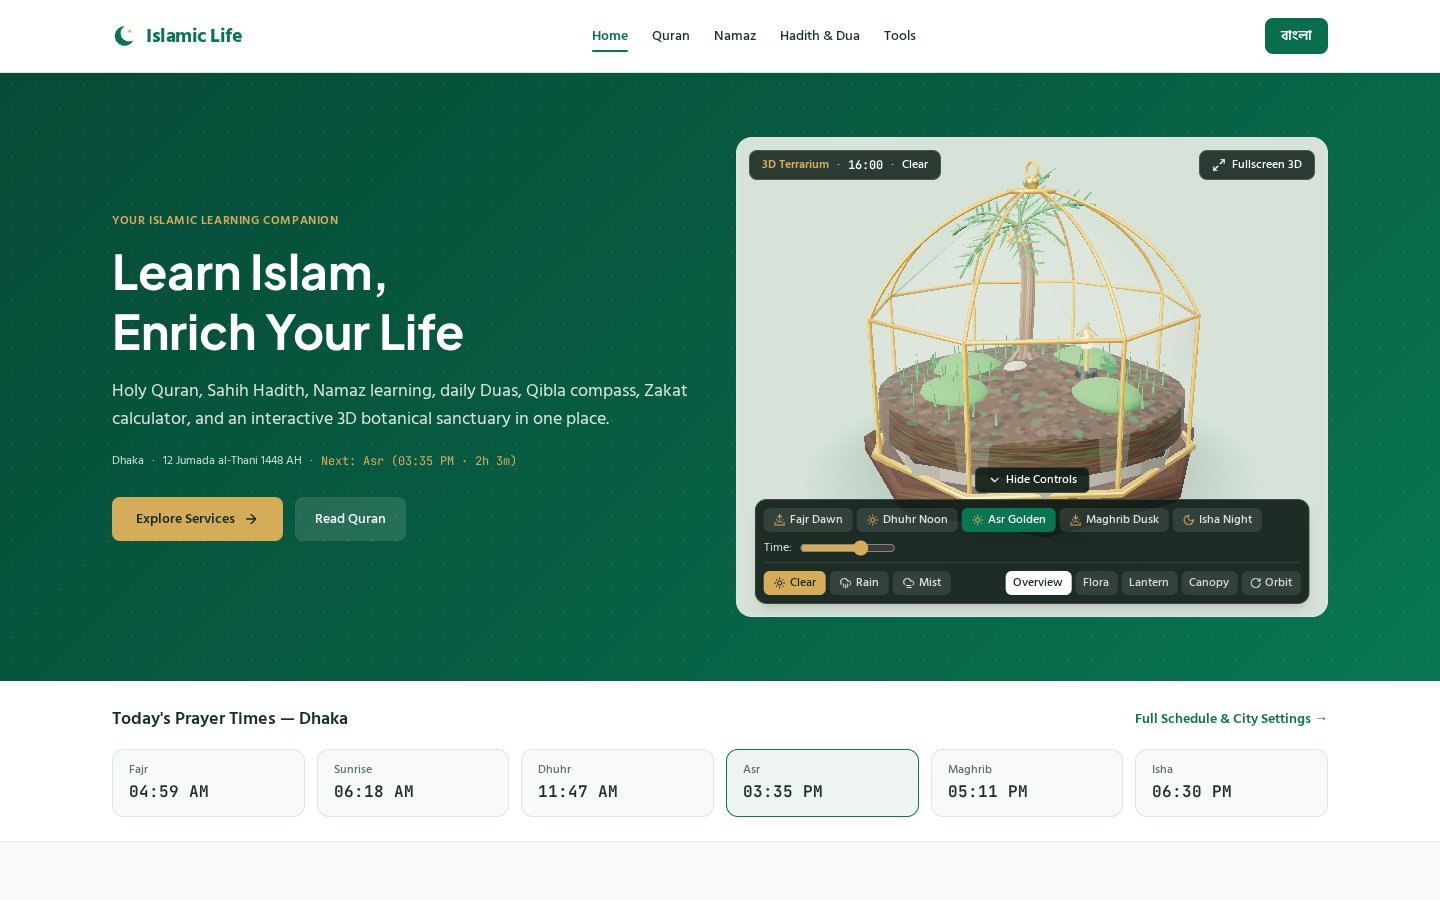 Islamic Life
Home Quran Namaz Hadith & Dua Tools
বাংলা
YOUR ISLAMIC LEARNING COMPANION
Learn Islam,
Enrich Your Life
Holy Quran, Sahih Hadith, Namaz learning, daily Duas, Qibla compass, Zakat
calculator, and an interactive 3D botanical sanctuary in one place.
Dhaka · 12 Jumada al-Thani 1448 AH · Next: Asr (03:35 PM · 2h 3m)
Explore Services →
Read Quran
3D Terrarium · 16:00 · Clear
Fullscreen 3D
Hide Controls
Fajr Dawn Dhuhr Noon Asr Golden Maghrib Dusk Isha Night
Time:
Clear Rain Mist Overview Flora Lantern Canopy Orbit
Today's Prayer Times — Dhaka
Full Schedule & City Settings →
Fajr
04:59 AM
Sunrise
06:18 AM
Dhuhr
11:47 AM
Asr
03:35 PM
Maghrib
05:11 PM
Isha
06:30 PM